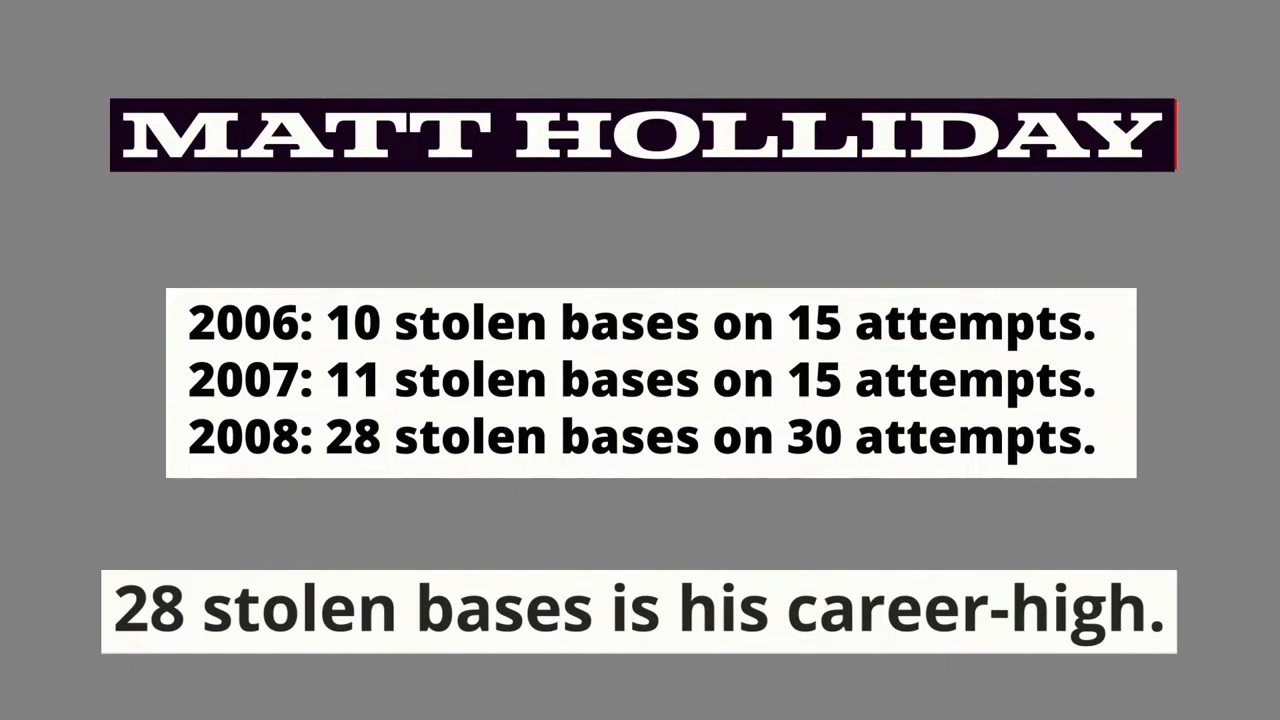 MATT HOLLIDAY
2006: 10 stolen bases on 15 attempts.
2007: 11 stolen bases on 15 attempts.
2008: 28 stolen bases on 30 attempts.
28 stolen bases is his career-high.